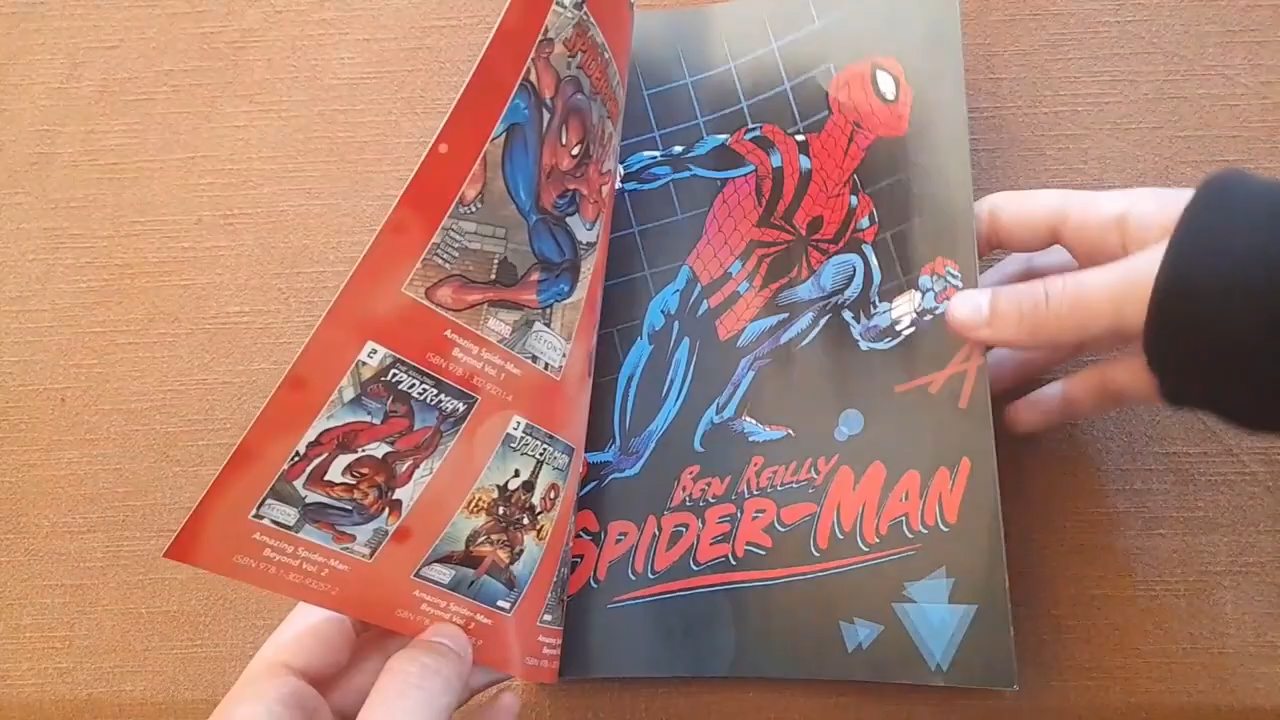 SPIDER-MAN
MARVEL
BEYOND
Amazing Spider-Man:
Beyond Vol. 1
ISBN 978-1-302-93211-4
2
THE AMAZING
SPIDER-MAN
BEYOND
Amazing Spider-Man:
Beyond Vol. 2
ISBN 978-1-302-93257-2
3
SPIDER-MAN
Amazing Spider-Man:
Beyond Vol. 3
BEN REILLY
SPIDER-MAN